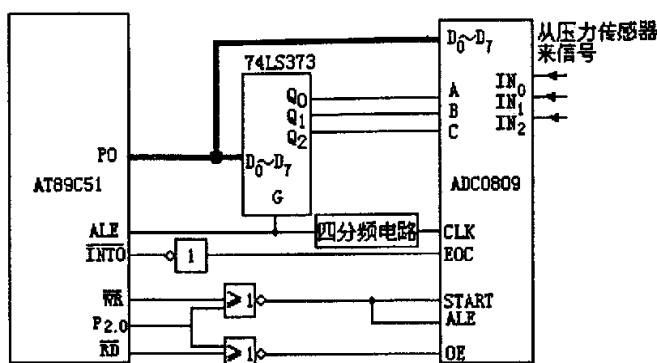 从压力传感器
来信号
74LS373
D₀~D₇
IN₀
IN₁
IN₂
Q₀
Q₁
Q₂
A
B
C
P0
D₀~D₇
AT89C51
ADC0809
G
ALE
四分频电路
CLK
INT0
1
EOC
WR
≥1
START
P2.0
ALE
RD
≥1
OE